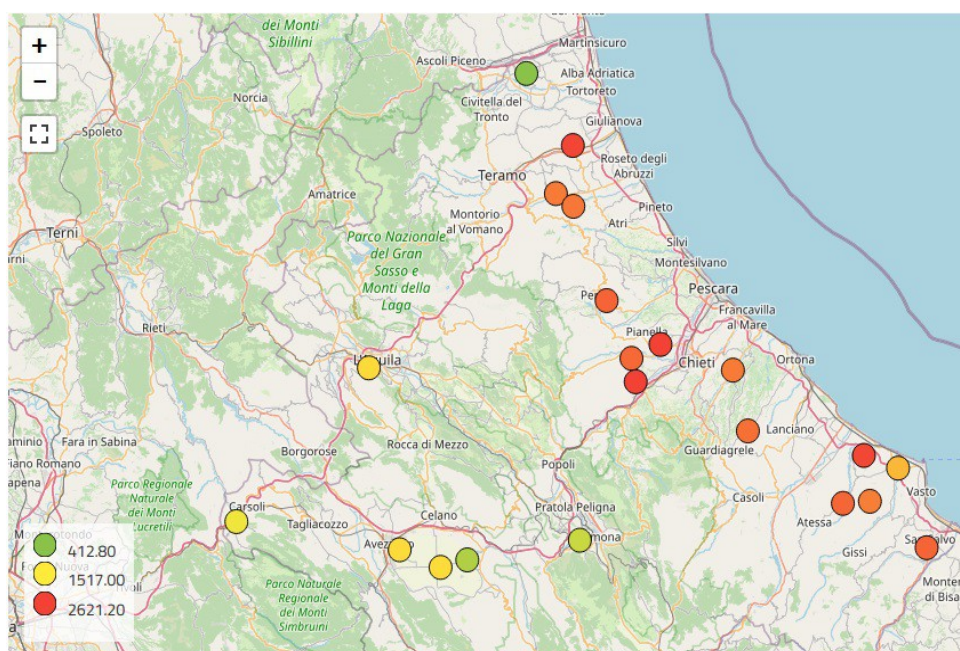 +
−
dei Monti
Sibillini
Martinsicuro
Ascoli Piceno
Alba Adriatica
Tortoreto
Norcia
Civitella del
Tronto
Giulianova
Spoleto
Roseto degli
Abruzzi
Teramo
Amatrice
Pineto
Montorio
al Vomano
Atri
Terni
Parco Nazionale
del Gran
Sasso e
Monti della
Laga
Silvi
Montesilvano
Pescara
Francavilla
al Mare
Rieti
Pianella
Chieti
Ortona
Fara in Sabina
Rocca di Mezzo
Lanciano
Guardiagrele
Borgorose
Popoli
Parco Regionale
Naturale
dei Monti
Lucretili
Casoli
Vasto
Carsoli
Celano
Pratola Peligna
Tagliacozzo
Atessa
Gissi
412.80
1517.00
2621.20
Parco Naturale
Regionale
dei Monti
Simbruini
di Bisa